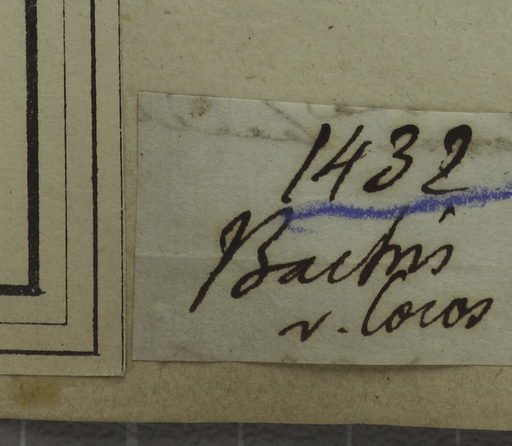 1432
Bactris
v. Cocos